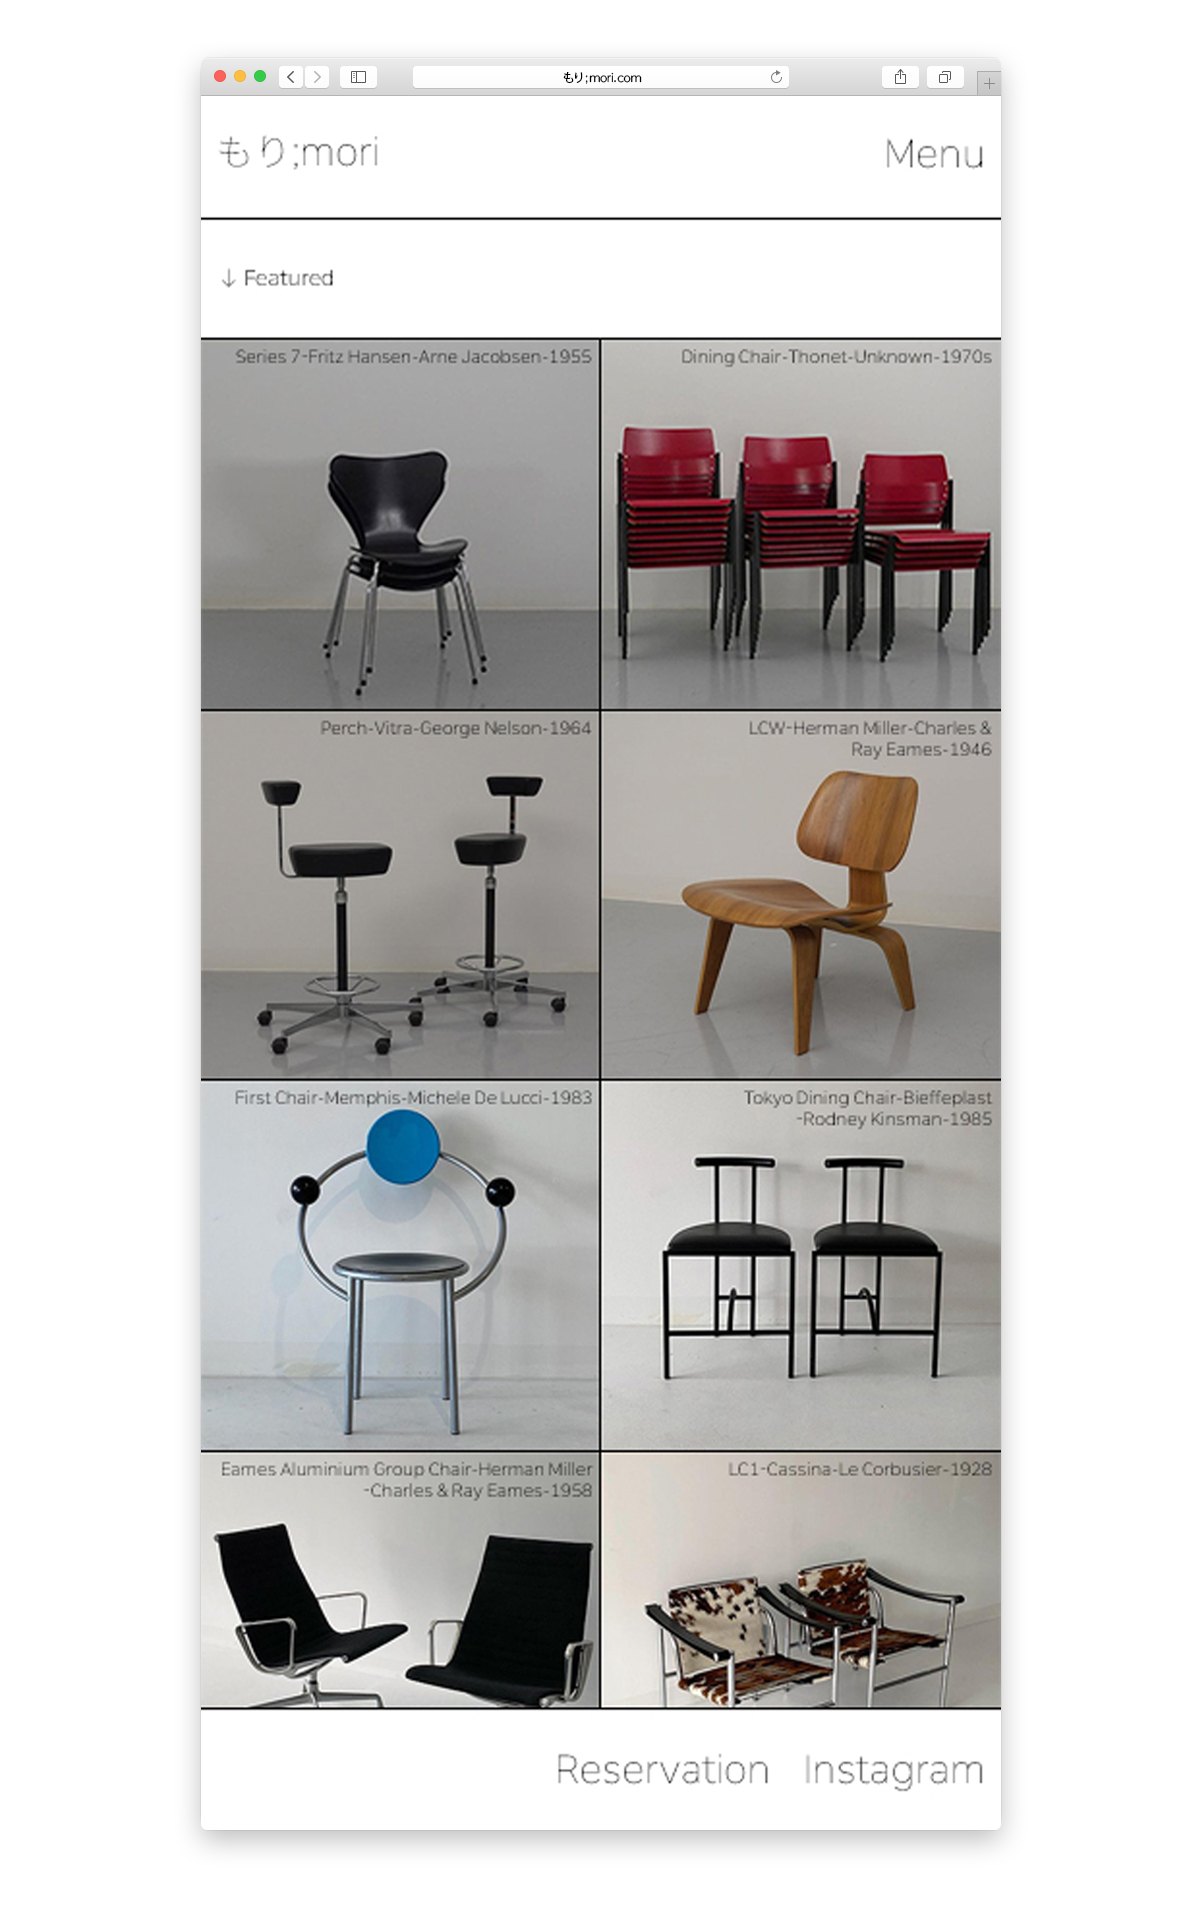 もり;mori.com
もり;mori
Menu
↓ Featured
Series 7-Fritz Hansen-Arne Jacobsen-1955
Dining Chair-Thonet-Unknown-1970s
Perch-Vitra-George Nelson-1964
LCW-Herman Miller-Charles &
Ray Eames-1946
First Chair-Memphis-Michele De Lucci-1983
Tokyo Dining Chair-Bieffeplast
-Rodney Kinsman-1985
Eames Aluminium Group Chair-Herman Miller
-Charles & Ray Eames-1958
LC1-Cassina-Le Corbusier-1928
Reservation
Instagram